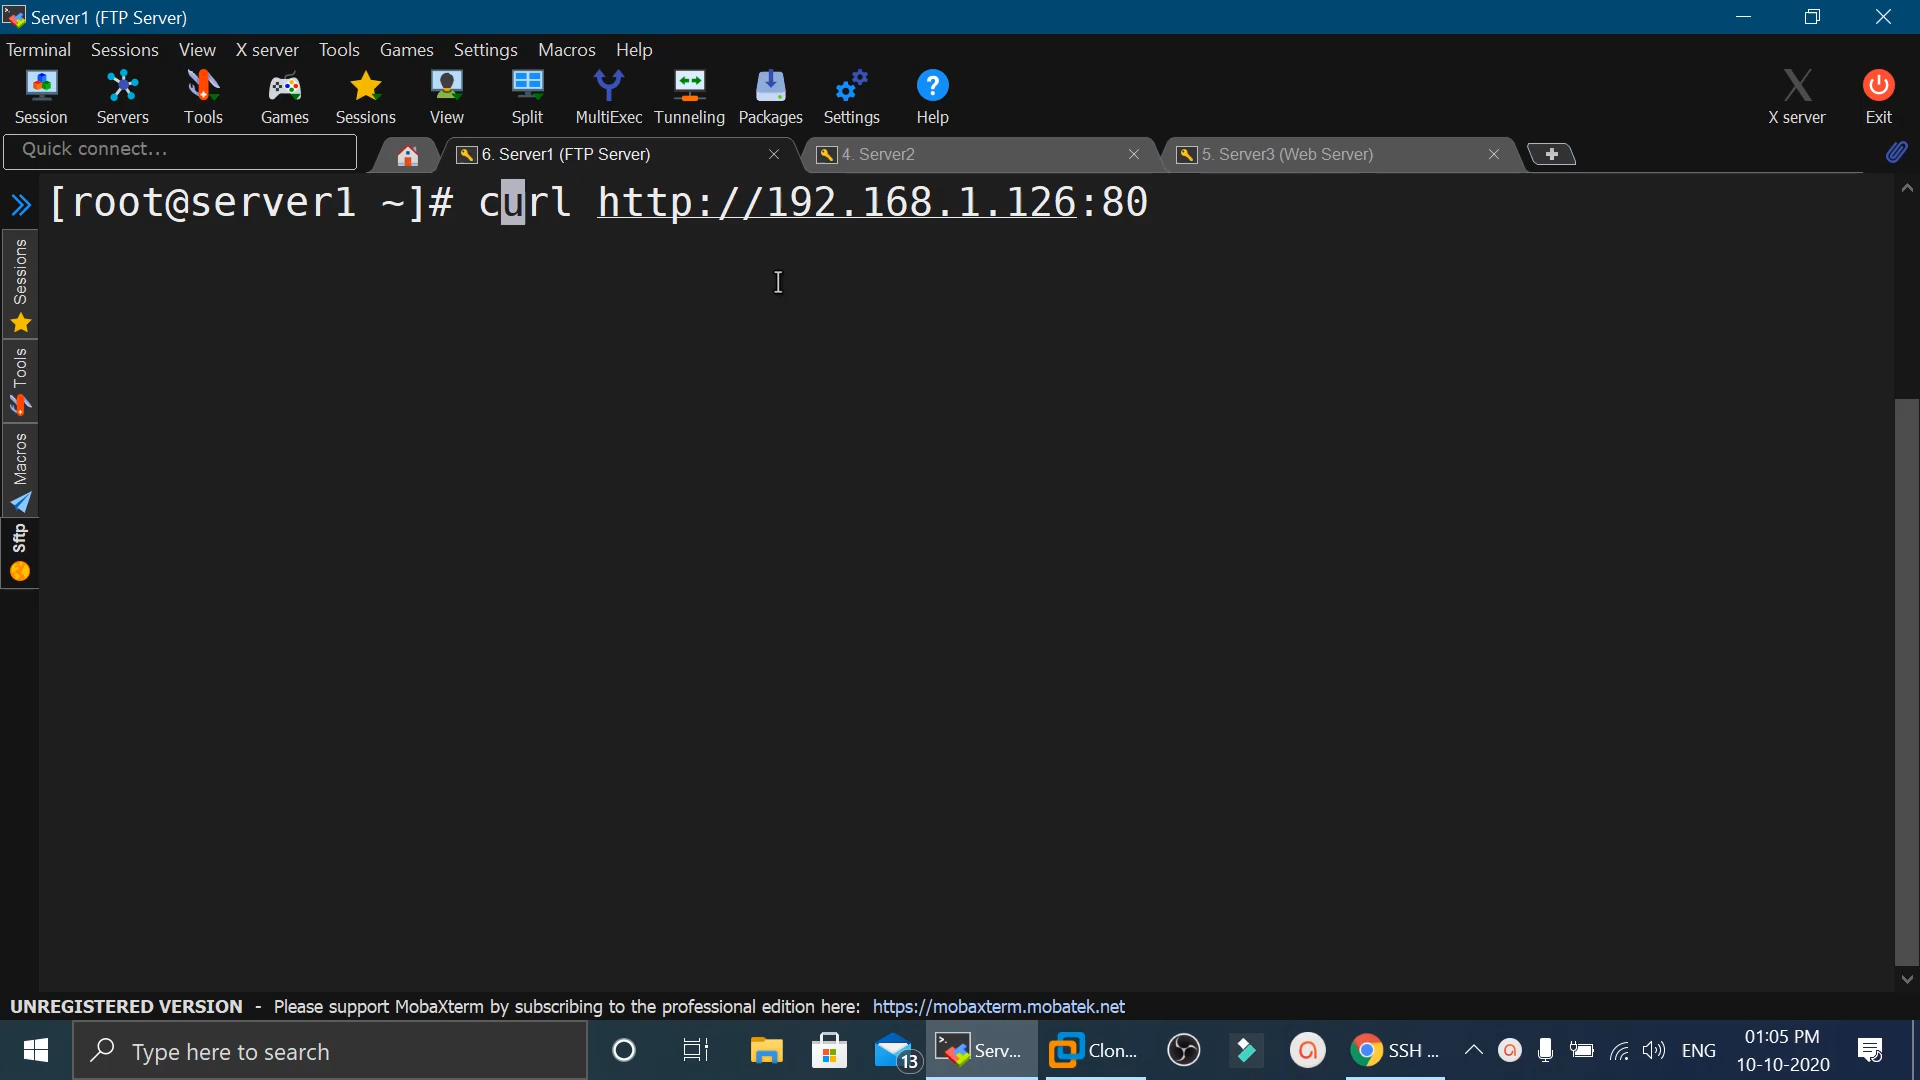 Server1 (FTP Server)
Terminal Sessions View X server Tools Games Settings Macros Help
Session Servers Tools Games Sessions View Split MultiExec Tunneling Packages Settings Help X server Exit
Quick connect...
6. Server1 (FTP Server)
4. Server2
5. Server3 (Web Server)
[root@server1 ~]# curl http://192.168.1.126:80
Sessions
Tools
Macros
Sftp
UNREGISTERED VERSION - Please support MobaXterm by subscribing to the professional edition here: https://mobaxterm.mobatek.net
Type here to search
13
Serv...
Clon...
SSH ...
ENG
01:05 PM
10-10-2020